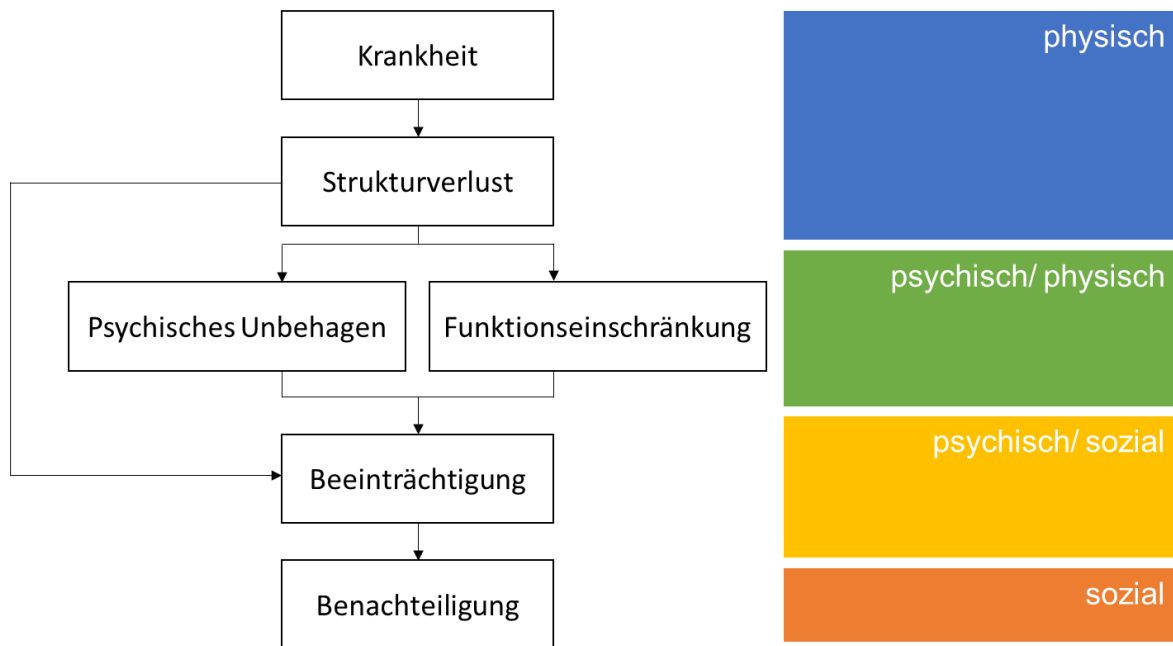 Krankheit
physisch
Strukturverlust
psychisch/ physisch
Psychisches Unbehagen
Funktionseinschränkung
psychisch/ sozial
Beeinträchtigung
sozial
Benachteiligung